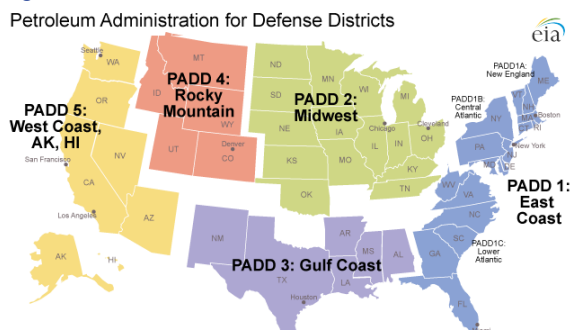 Petroleum Administration for Defense Districts
eia
Seattle
WA
OR
PADD 5:
West Coast,
AK, HI
San Francisco
NV
CA
Los Angeles
AZ
AK
HI
MT
PADD 4:
Rocky
Mountain
ID
WY
UT
Denver
CO
ND
MN
SD
WI
MI
PADD 2:
Midwest
NE
IA
Chicago
Cleveland
IL
IN
OH
KS
MO
KY
OK
TN
NM
AR
MS
AL
PADD 3: Gulf Coast
TX
LA
Houston
PADD1A:
New England
ME
VT
NH
PADD1B:
Central
Atlantic
NY
MA
Boston
CT
RI
PA
New York
NJ
MD
DE
WV
VA
PADD 1:
East
Coast
NC
SC
PADD1C:
Lower
Atlantic
GA
FL